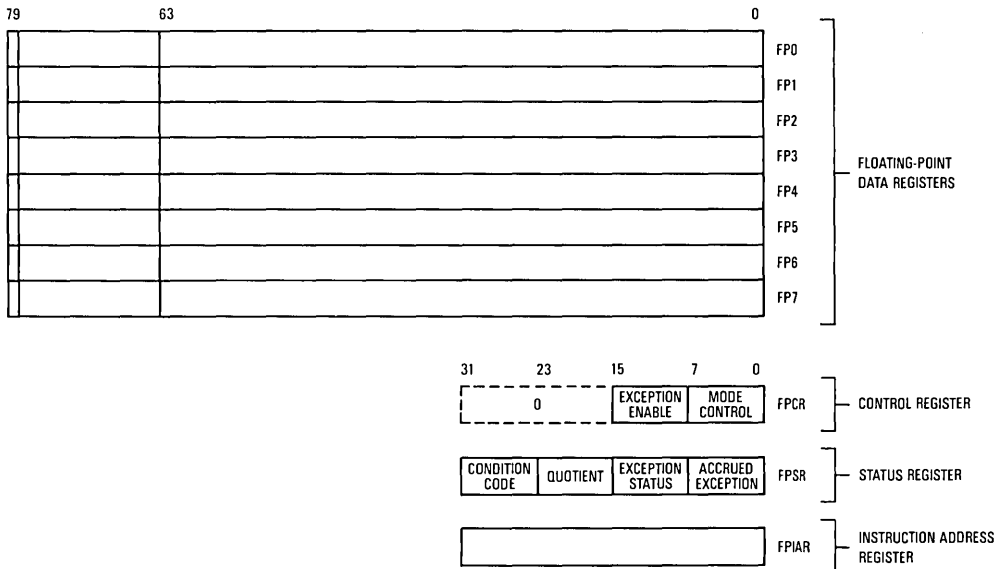 79 63 0
FP0
FP1
FP2
FP3
FP4
FP5
FP6
FP7
FLOATING-POINT
DATA REGISTERS
31 23 15 7 0
0
EXCEPTION
ENABLE
MODE
CONTROL
FPCR
CONTROL REGISTER
CONDITION
CODE
QUOTIENT
EXCEPTION
STATUS
ACCRUED
EXCEPTION
FPSR
STATUS REGISTER
FPIAR
INSTRUCTION ADDRESS
REGISTER